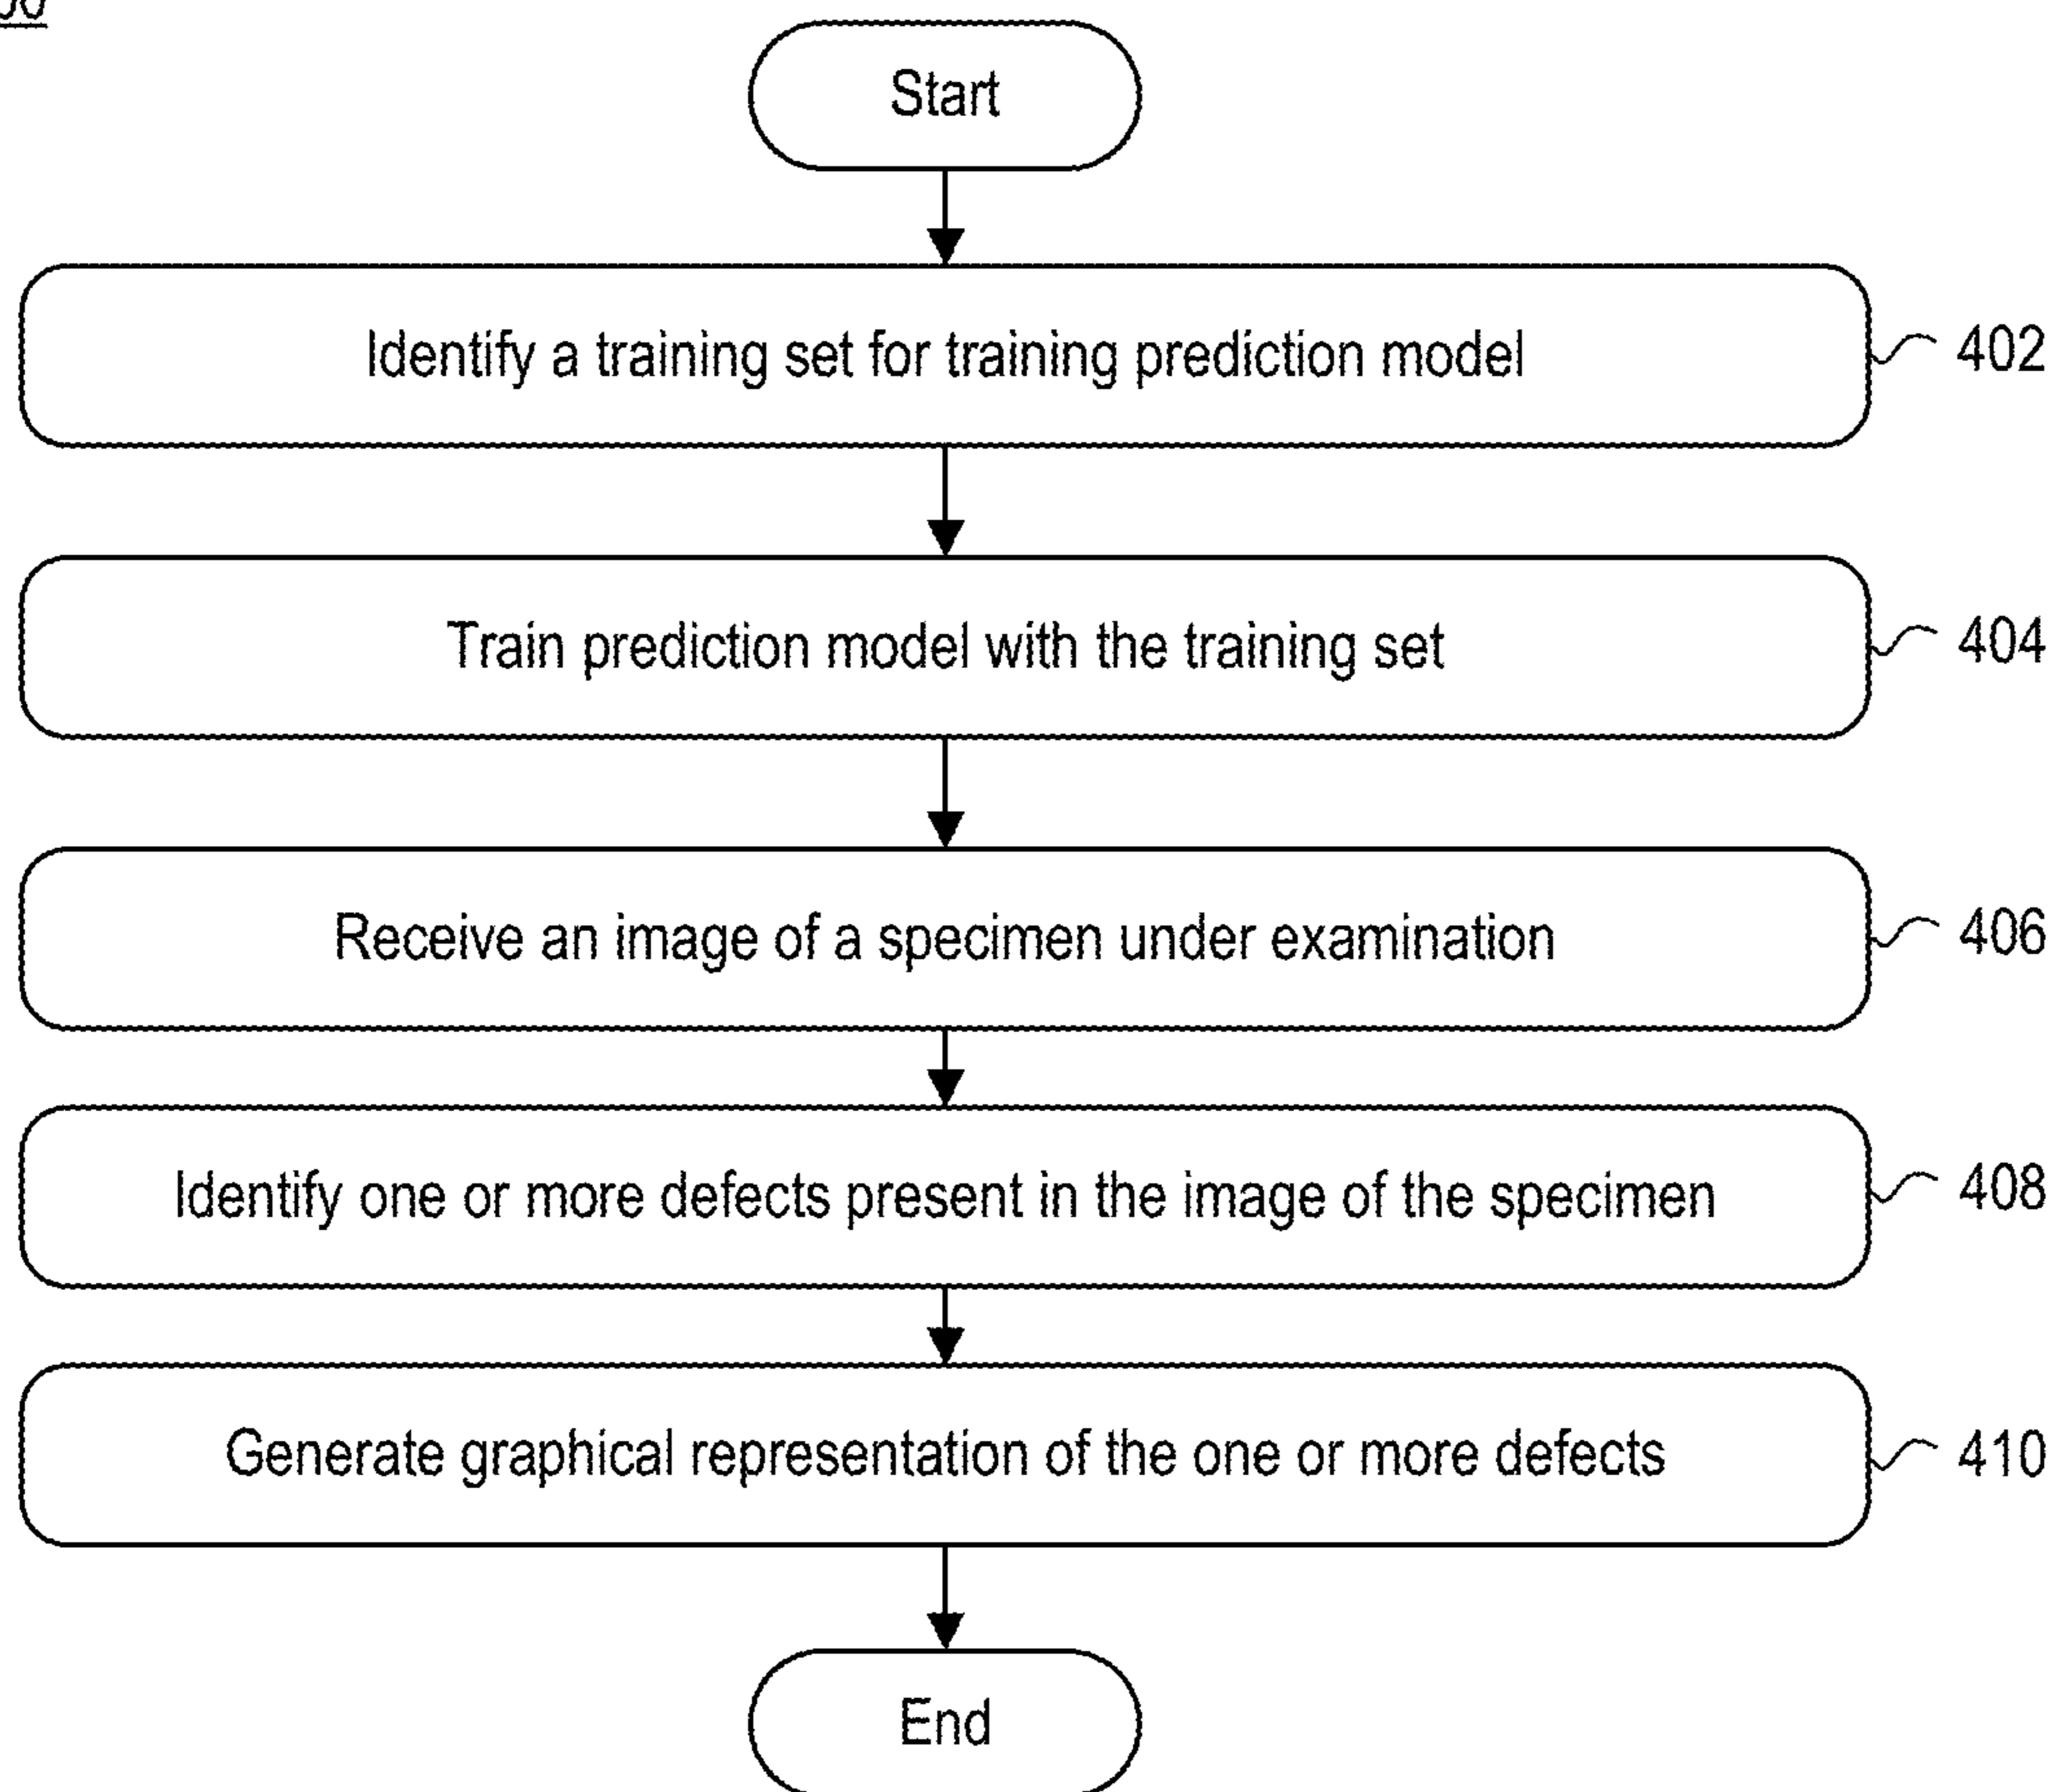 Start
Identify a training set for training prediction model
402
Train prediction model with the training set
404
Receive an image of a specimen under examination
406
Identify one or more defects present in the image of the specimen
408
Generate graphical representation of the one or more defects
410
End